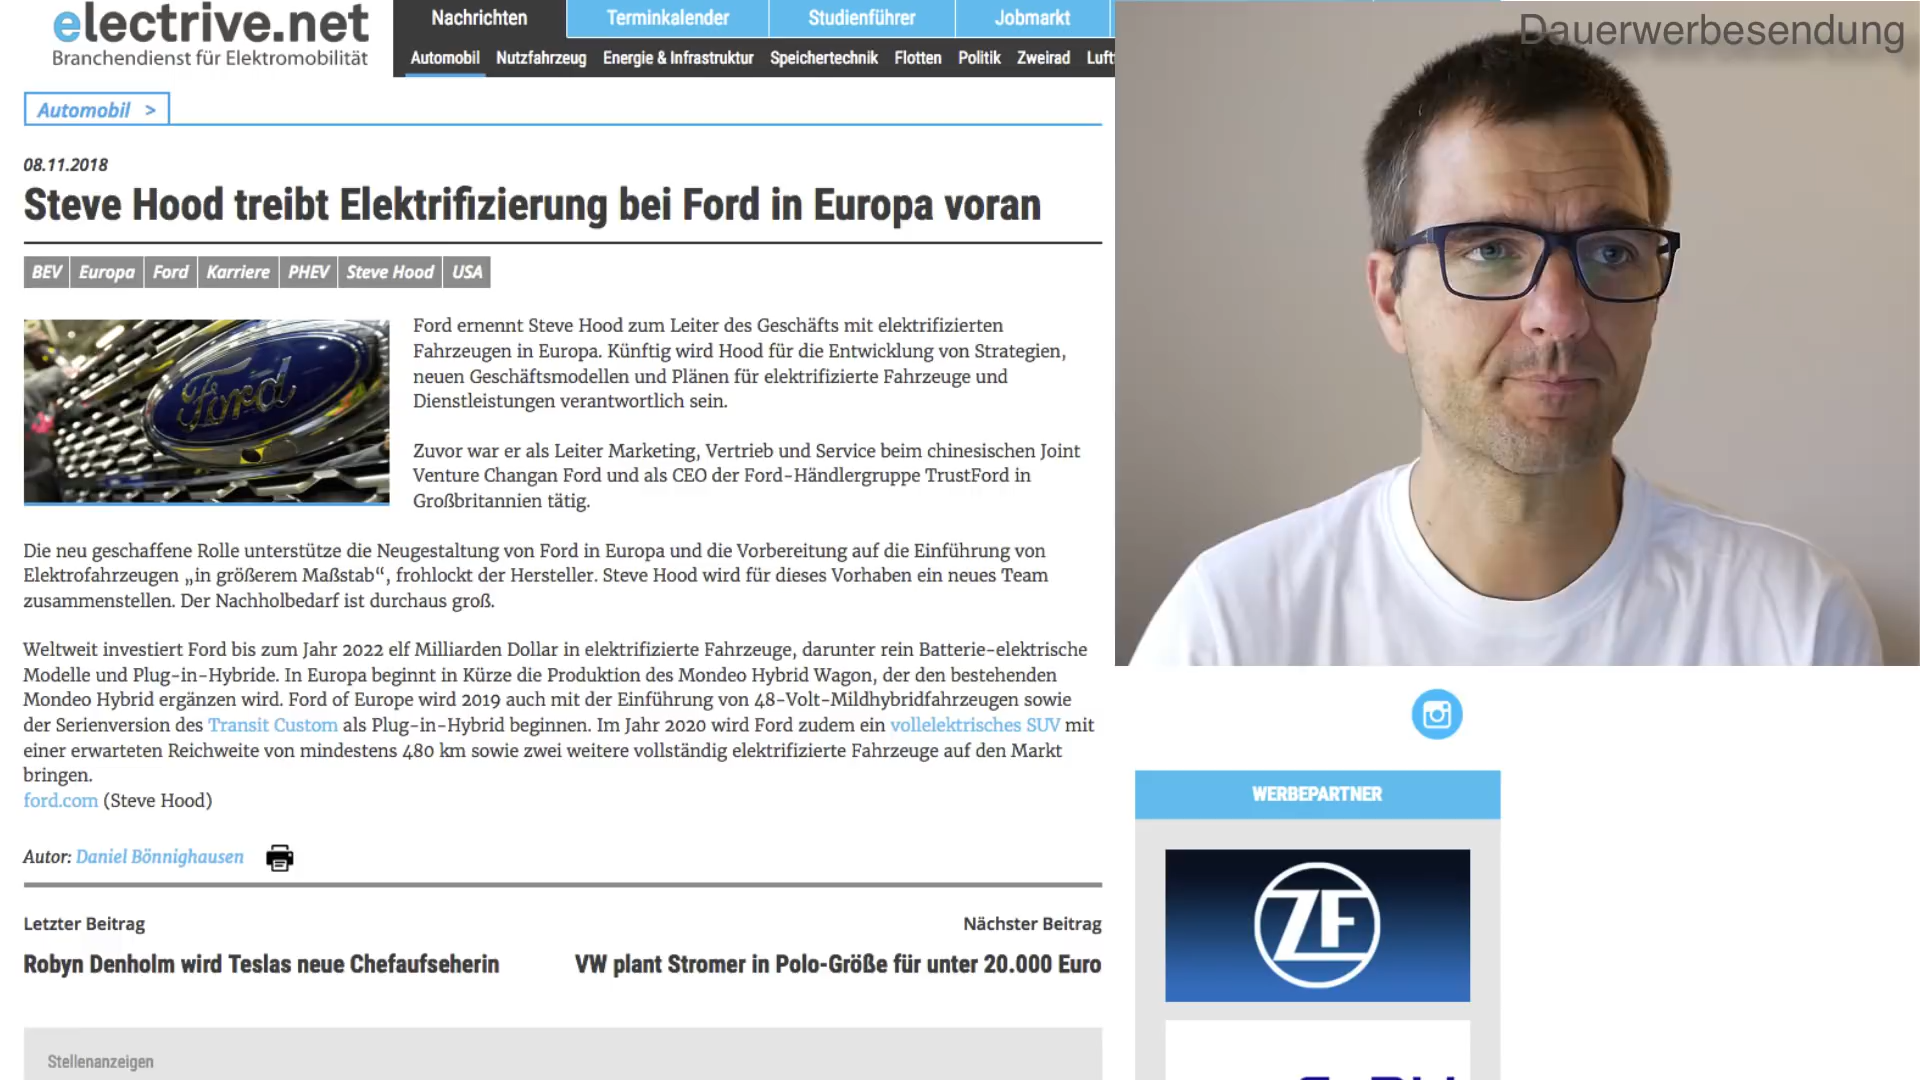 electrive.net
Branchendienst für Elektromobilität
Nachrichten
Terminkalender
Studienführer
Jobmarkt
Automobil
Nutzfahrzeug
Energie & Infrastruktur
Speichertechnik
Flotten
Politik
Zweirad
Luft
Dauerwerbesendung
Automobil >
08.11.2018
Steve Hood treibt Elektrifizierung bei Ford in Europa voran
BEV
Europa
Ford
Karriere
PHEV
Steve Hood
USA
Ford
Ford ernennt Steve Hood zum Leiter des Geschäfts mit elektrifizierten
Fahrzeugen in Europa. Künftig wird Hood für die Entwicklung von Strategien,
neuen Geschäftsmodellen und Plänen für elektrifizierte Fahrzeuge und
Dienstleistungen verantwortlich sein.
Zuvor war er als Leiter Marketing, Vertrieb und Service beim chinesischen Joint
Venture Changan Ford und als CEO der Ford-Händlergruppe TrustFord in
Großbritannien tätig.
Die neu geschaffene Rolle unterstütze die Neugestaltung von Ford in Europa und die Vorbereitung auf die Einführung von
Elektrofahrzeugen „in größerem Maßstab“, frohlockt der Hersteller. Steve Hood wird für dieses Vorhaben ein neues Team
zusammenstellen. Der Nachholbedarf ist durchaus groß.
Weltweit investiert Ford bis zum Jahr 2022 elf Milliarden Dollar in elektrifizierte Fahrzeuge, darunter rein Batterie-elektrische
Modelle und Plug-in-Hybride. In Europa beginnt in Kürze die Produktion des Mondeo Hybrid Wagon, der den bestehenden
Mondeo Hybrid ergänzen wird. Ford of Europe wird 2019 auch mit der Einführung von 48-Volt-Mildhybridfahrzeugen sowie
der Serienversion des Transit Custom als Plug-in-Hybrid beginnen. Im Jahr 2020 wird Ford zudem ein vollelektrisches SUV mit
einer erwarteten Reichweite von mindestens 480 km sowie zwei weitere vollständig elektrifizierte Fahrzeuge auf den Markt
bringen.
ford.com (Steve Hood)
Autor: Daniel Bönnighausen
Letzter Beitrag
Nächster Beitrag
Robyn Denholm wird Teslas neue Chefaufseherin
VW plant Stromer in Polo-Größe für unter 20.000 Euro
Stellenanzeigen
WERBEPARTNER
ZF